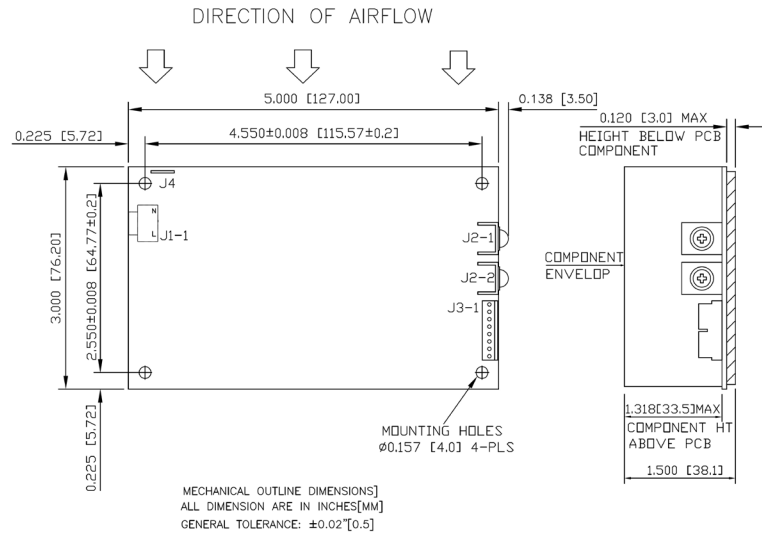 DIRECTION OF AIRFLOW
5.000 [127.00]
0.138 [3.50]
0.120 [3.0] MAX
HEIGHT BELOW PCB
COMPONENT
0.225 [5.72]
4.550±0.008 [115.57±0.2]
J4
N
L
J1-1
J2-1
J2-2
J3-1
3.000 [76.20]
2.550±0.008 [64.77±0.2]
0.225 [5.72]
COMPONENT
ENVELOP
MOUNTING HOLES
ø0.157 [4.0] 4-PLS
1.318[33.5]MAX
COMPONENT HT
ABOVE PCB
1.500 [38.1]
MECHANICAL OUTLINE DIMENSIONS]
ALL DIMENSION ARE IN INCHES[MM]
GENERAL TOLERANCE: ±0.02"[0.5]